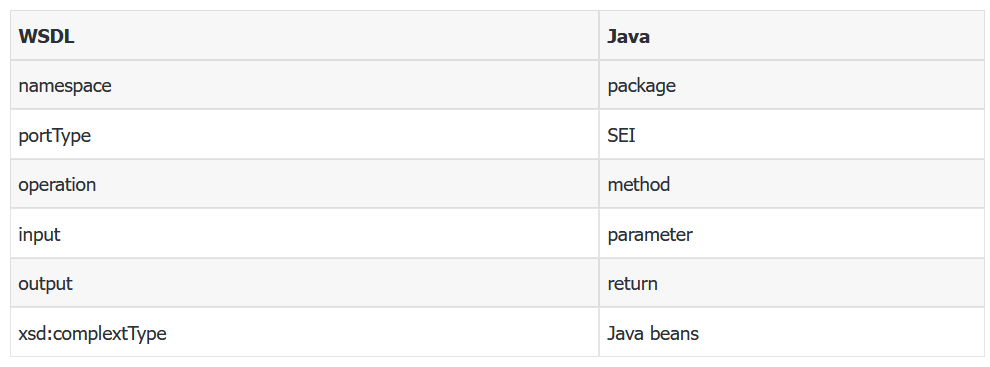 WSDL Java
namespace package
portType SEI
operation method
input parameter
output return
xsd:complextType Java beans